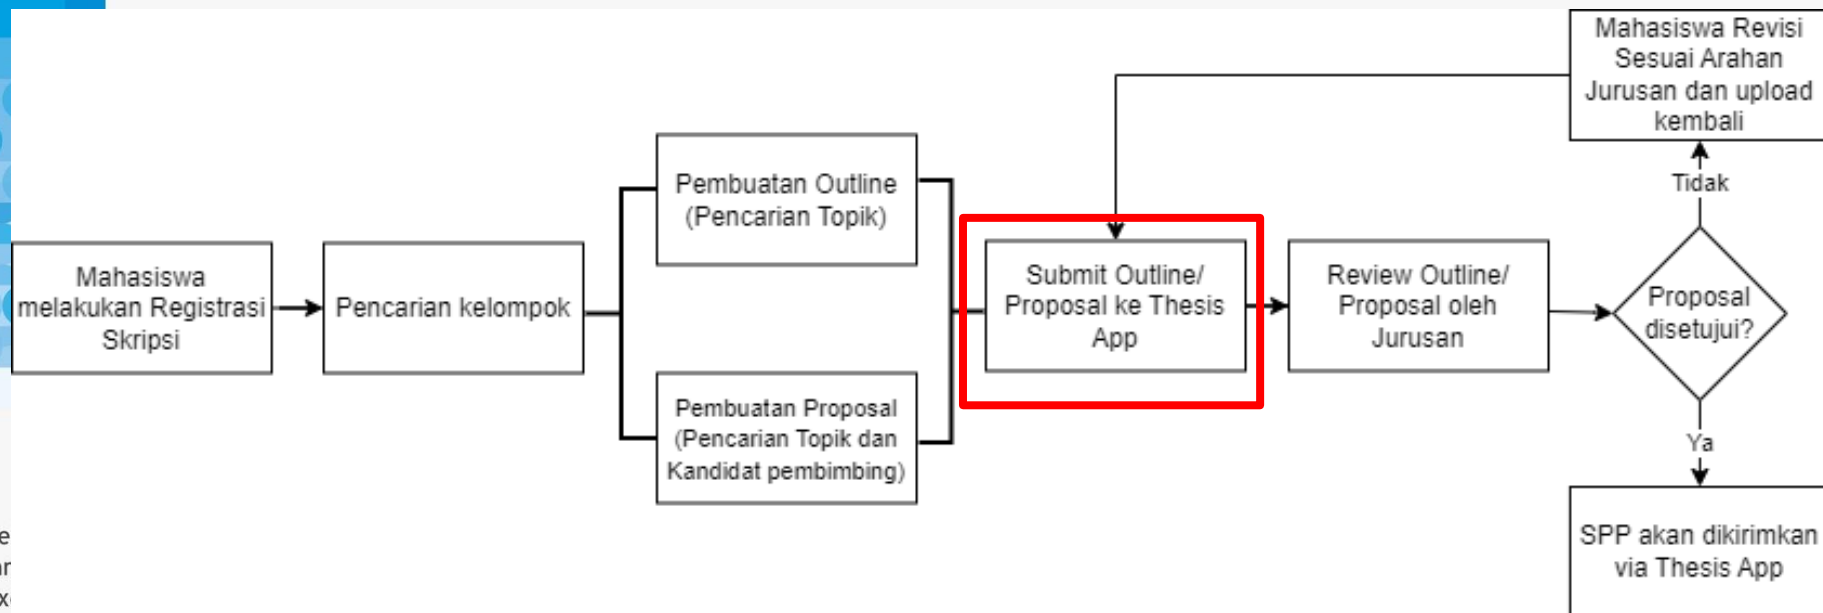 Mahasiswa
melakukan Registrasi
Skripsi
Pencarian kelompok
Pembuatan Outline
(Pencarian Topik)
Pembuatan Proposal
(Pencarian Topik dan
Kandidat pembimbing)
Submit Outline/
Proposal ke Thesis
App
Review Outline/
Proposal oleh
Jurusan
Proposal
disetujui?
Tidak
Mahasiswa Revisi
Sesuai Arahan
Jurusan dan upload
kembali
Ya
SPP akan dikirimkan
via Thesis App